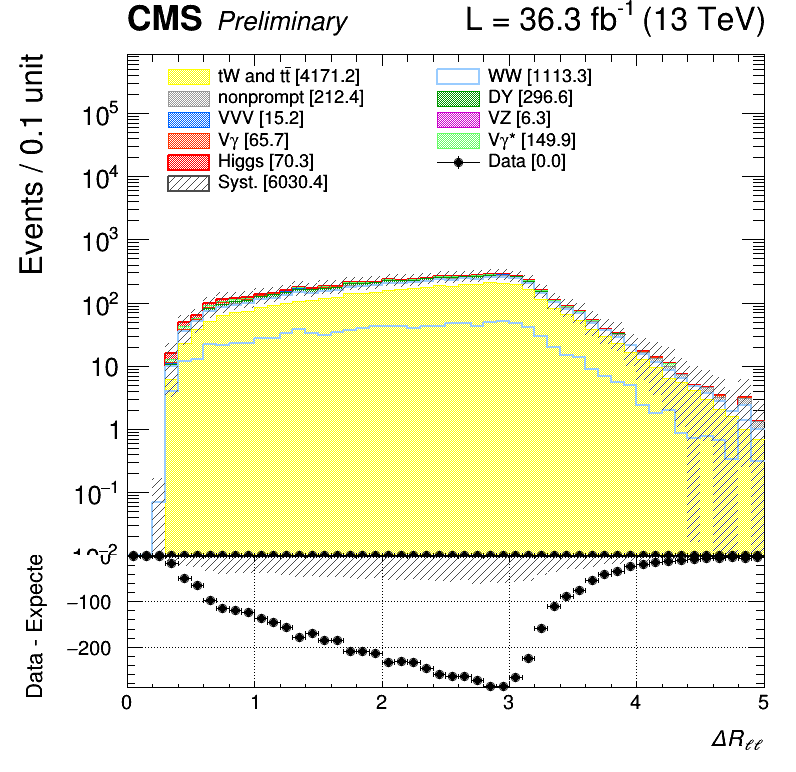 CMS Preliminary L = 36.3 fb⁻¹ (13 TeV)
tW and tt̄ [4171.2]
nonprompt [212.4]
VVV [15.2]
Vγ [65.7]
Higgs [70.3]
Syst. [6030.4]
WW [1113.3]
DY [296.6]
VZ [6.3]
Vγ* [149.9]
Data [0.0]
Events / 0.1 unit
10⁵
10⁴
10³
10²
10
1
10⁻¹
Data - Expecte
−100
−200
0 1 2 3 4 5
ΔRℓℓ